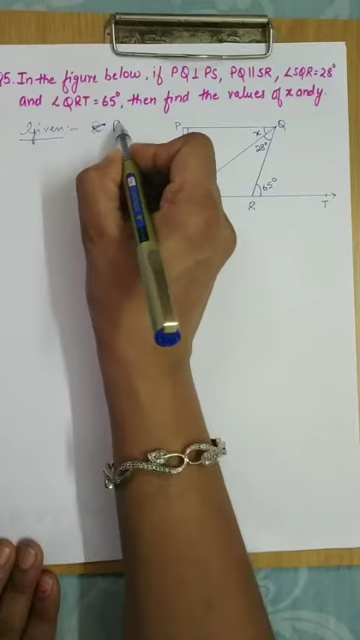 Q5. In the figure below, if PQ⊥PS, PQ∥SR, ∠SQR=28°
and ∠QRT=65°, then find the values of x and y.
Given:-
P
Q
x
28°
65°
R
T